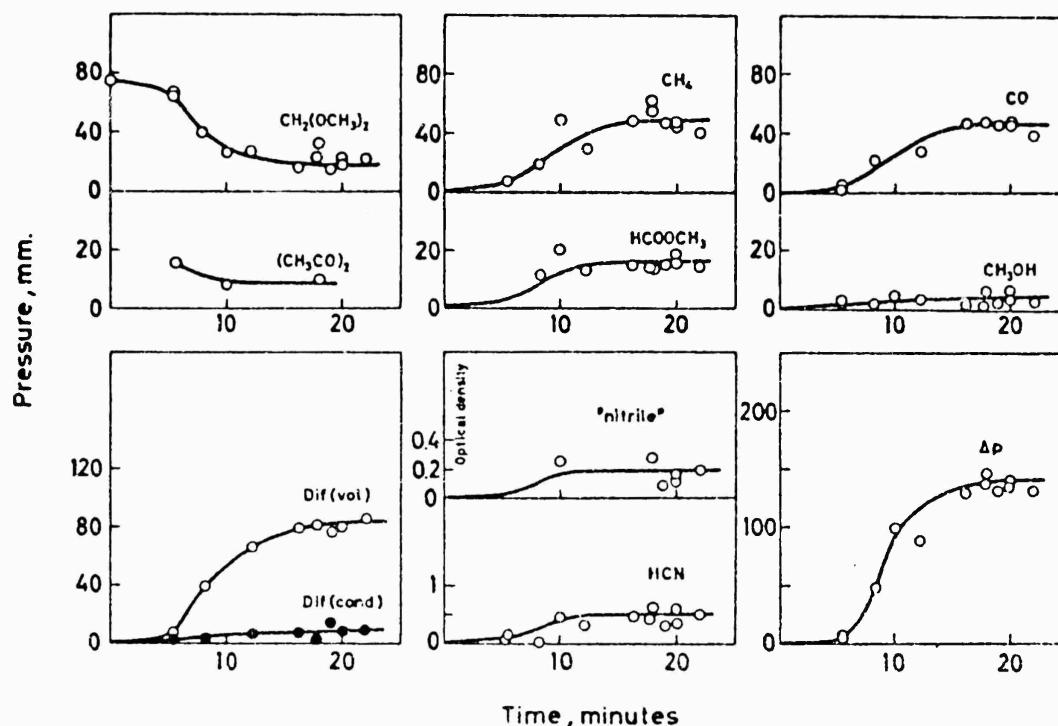 Pressure, mm.
80
40
0
CH₂(OCH₃)₂
20
0
(CH₃CO)₂
10
20
80
40
0
CH₄
20
0
HCOOCH₃
10
20
80
40
0
CO
20
0
CH₃OH
10
20
120
80
40
0
Dif(vol)
Dif(cond)
10
20
Optical density
0.4
0.2
0
"nitrile"
1
0
HCN
10
20
200
100
0
Δp
10
20
Time, minutes